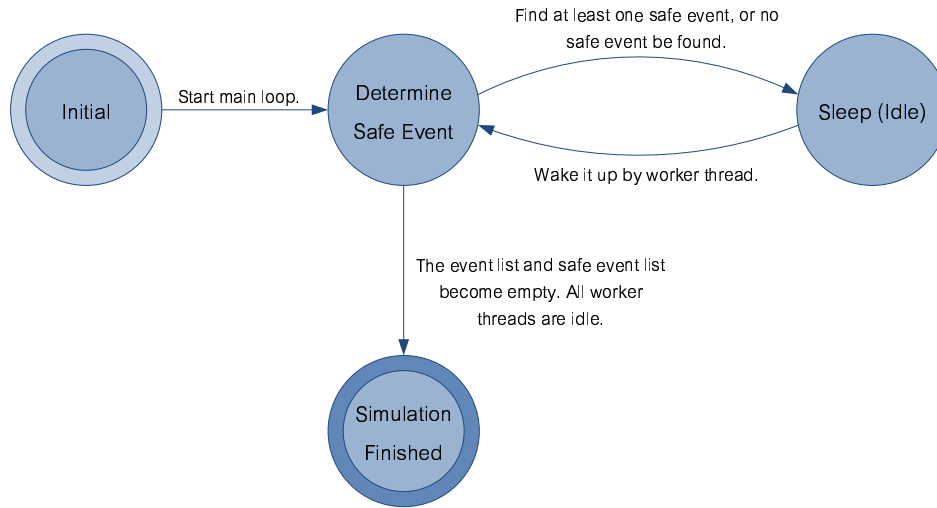 Find at least one safe event, or no
safe event be found.
Initial
Start main loop.
Determine
Safe Event
Sleep (Idle)
Wake it up by worker thread.
The event list and safe event list
become empty. All worker
threads are idle.
Simulation
Finished